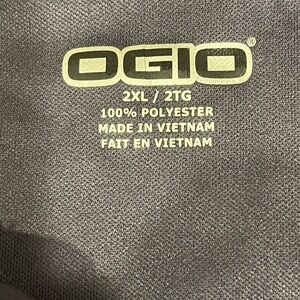 OGIO®
2XL / 2TG
100% POLYESTER
MADE IN VIETNAM
FAIT EN VIETNAM